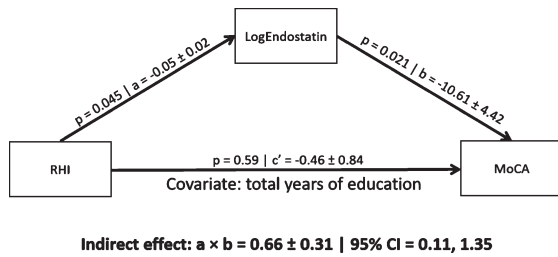 LogEndostatin
p = 0.045 | a = -0.05 ± 0.02
p = 0.021 | b = -10.61 ± 4.42
RHI
p = 0.59 | c' = -0.46 ± 0.84
Covariate: total years of education
MoCA
Indirect effect: a × b = 0.66 ± 0.31 | 95% CI = 0.11, 1.35